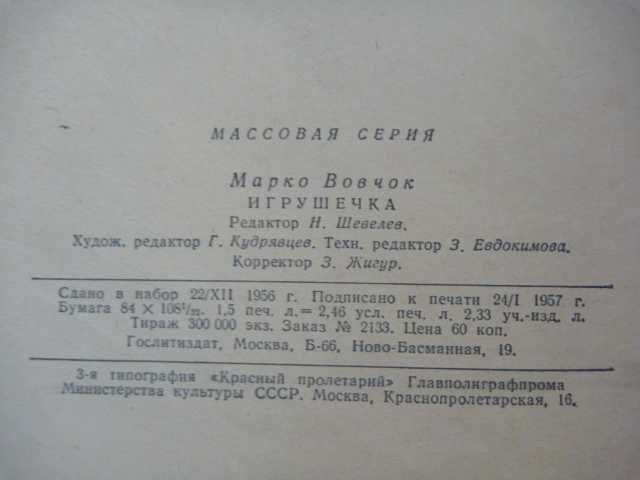 МАССОВАЯ СЕРИЯ
Марко Вовчок
ИГРУШЕЧКА
Редактор Н. Шевелев.
Худож. редактор Г. Кудрявцев. Техн. редактор З. Евдокимова.
Корректор З. Жигур.
Сдано в набор 22/XII 1956 г. Подписано к печати 24/I 1957 г.
Бумага 84 × 108¹/₃₂. 1,5 печ. л.= 2,46 усл. печ. л. 2,33 уч.-изд. л.
Тираж 300 000 экз. Заказ № 2133. Цена 60 коп.
Гослитиздат, Москва, Б-66, Ново-Басманная, 19.
3-я типография «Красный пролетарий» Главполиграфпрома
Министерства культуры СССР. Москва, Краснопролетарская, 16.